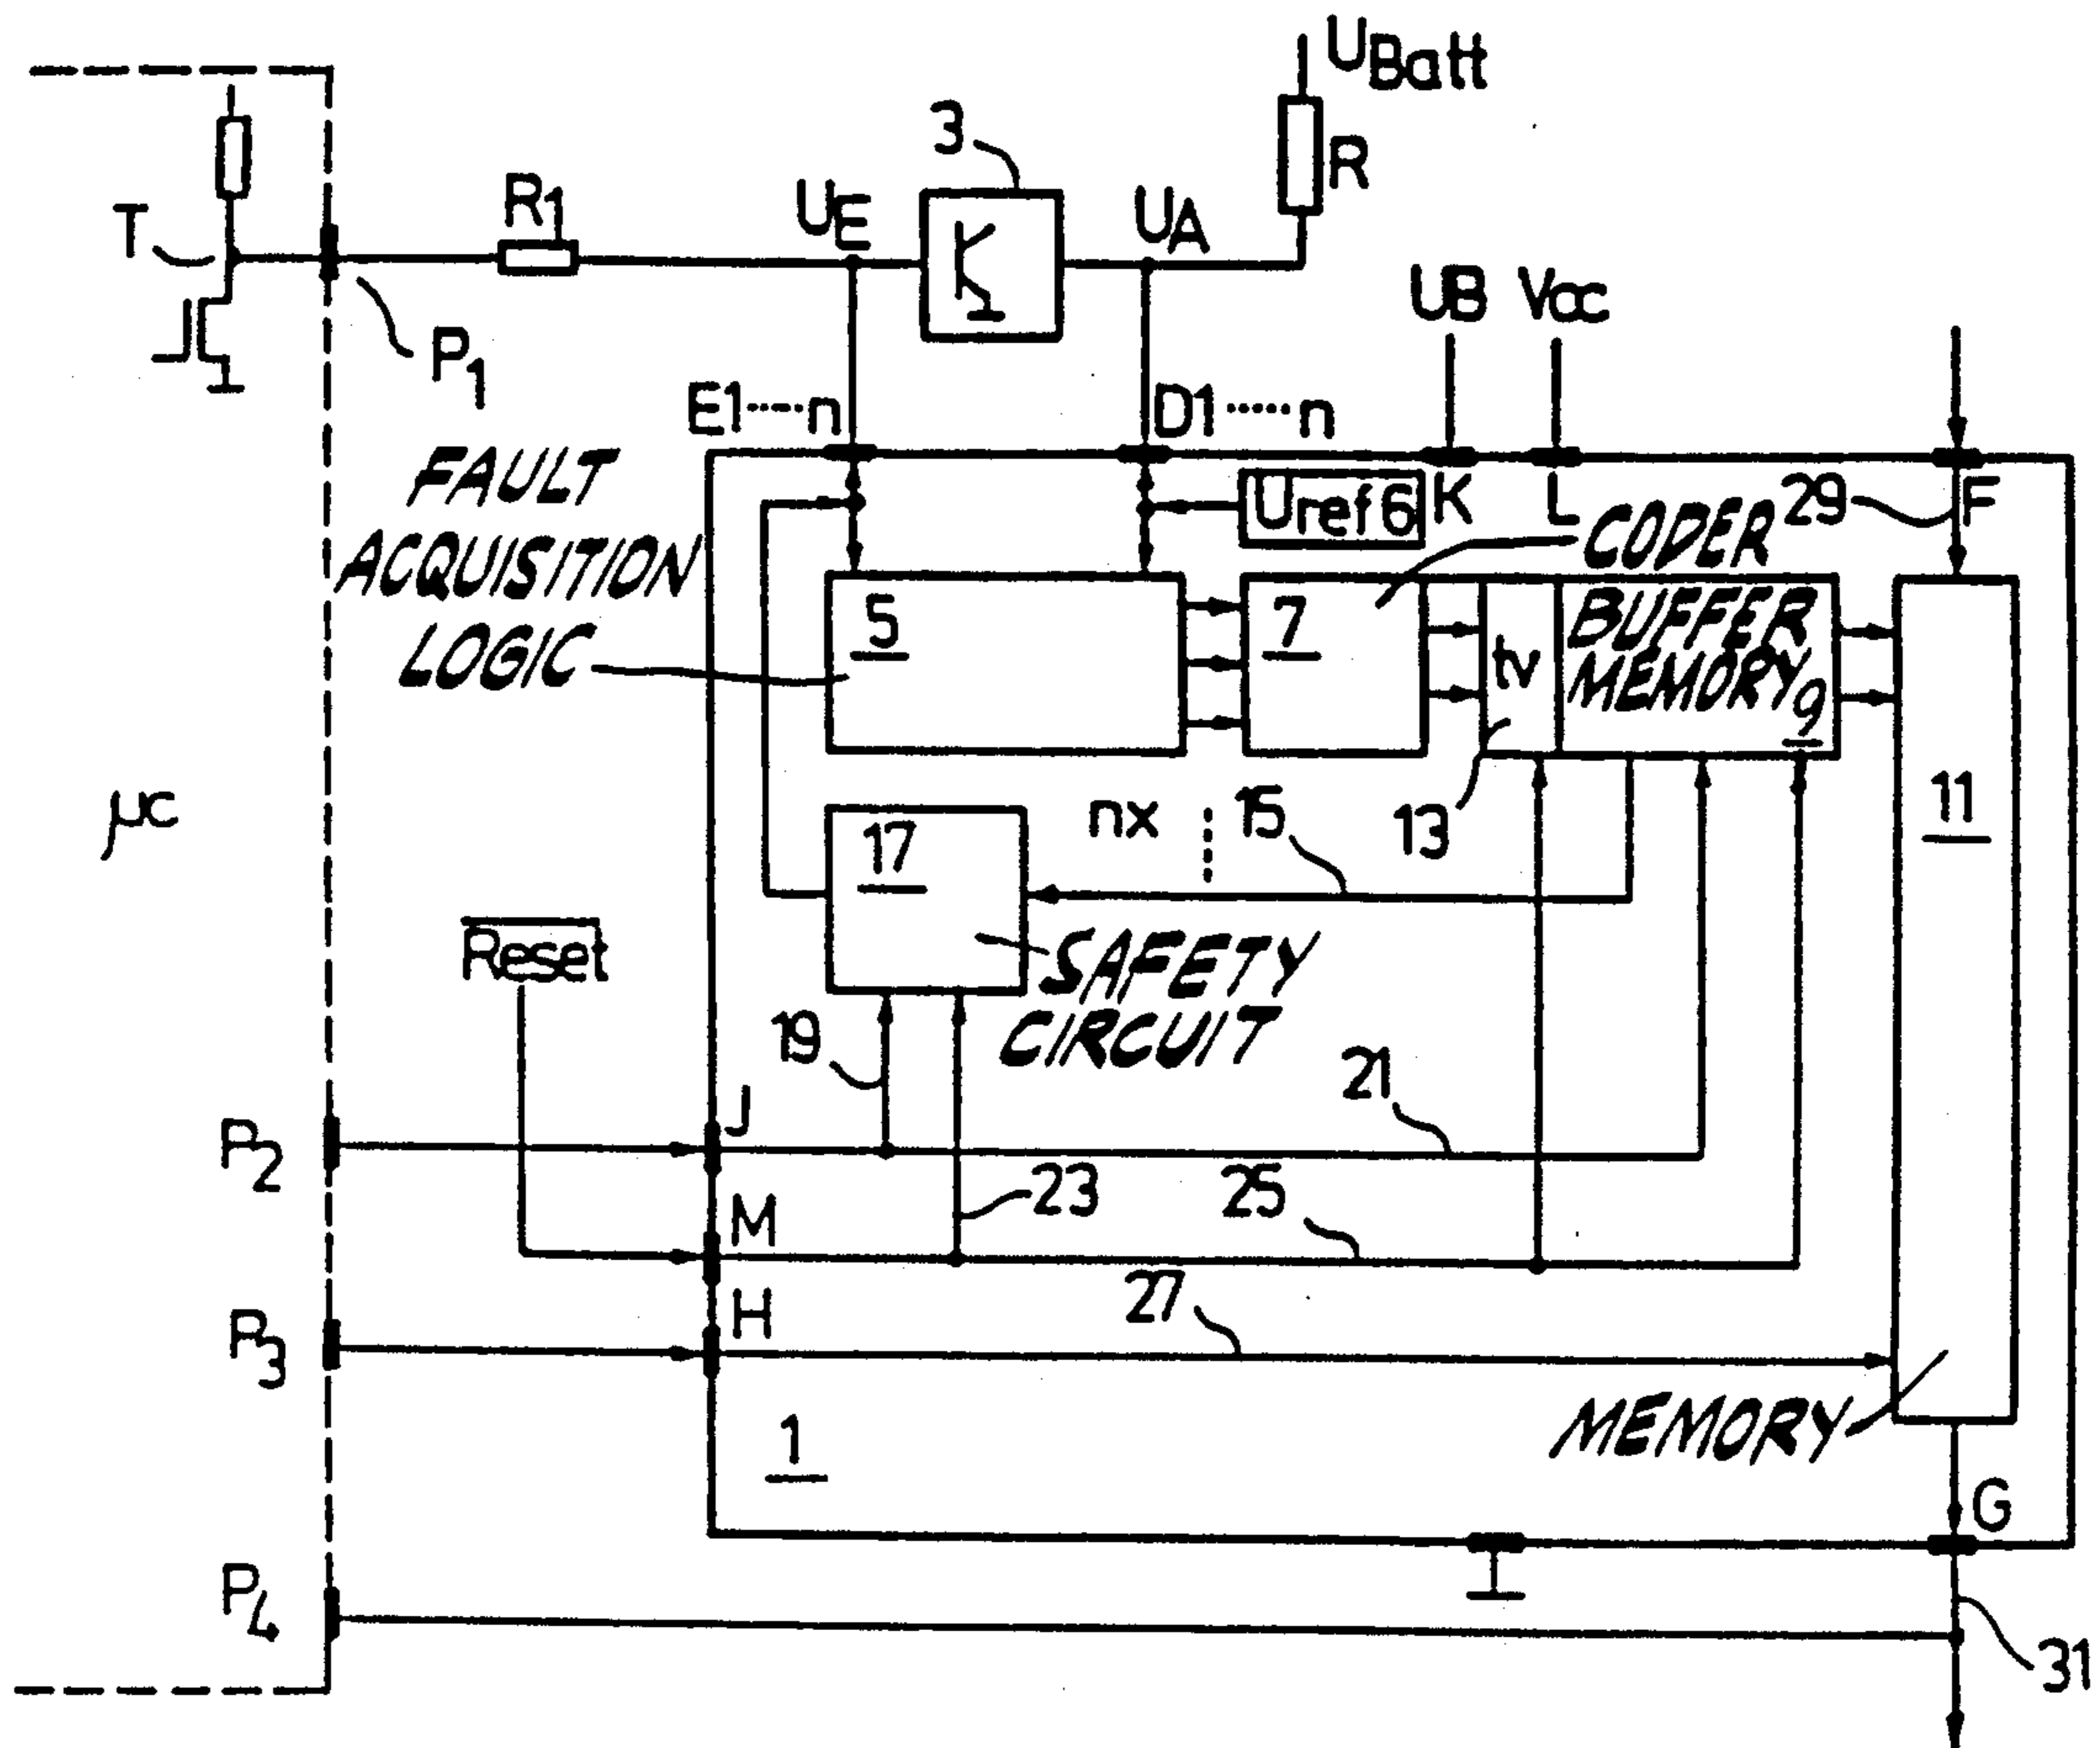 UBatt
3
R
R1
UE
UA
T
P1
UB Vcc
E1-----n
D1-----n
FAULT
ACQUISITION
LOGIC
Uref 6
K
L
CODER
29
F
5
7
tv
BUFFER
MEMORY
9
13
11
μc
nx
15
17
Reset
SAFETY
CIRCUIT
19
21
J
P2
23
25
M
H
27
P3
MEMORY
1
G
P4
31